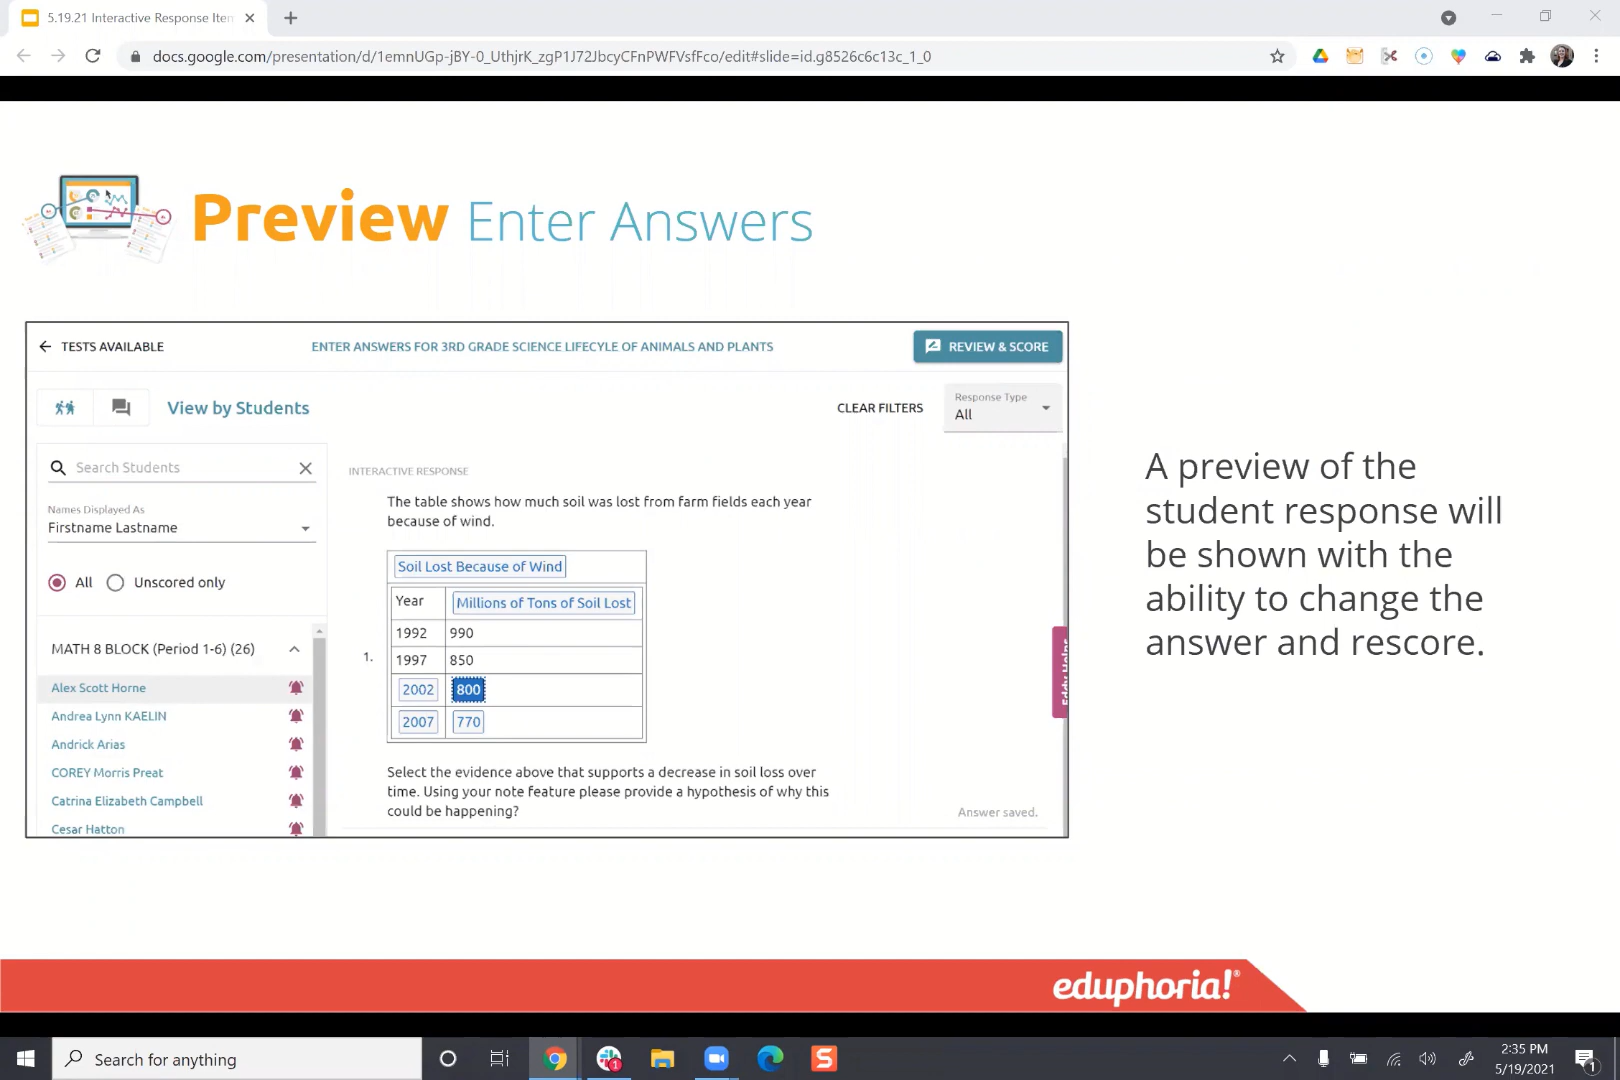 5.19.21 Interactive Response Iten
docs.google.com/presentation/d/1emnUGp-jBY-0_UthjrK_zgP1J72JbcyCFnPWFVsfFco/edit#slide=id.g8526c6c13c_1_0
Preview Enter Answers
TESTS AVAILABLE
ENTER ANSWERS FOR 3RD GRADE SCIENCE LIFECYLE OF ANIMALS AND PLANTS
REVIEW & SCORE
View by Students
CLEAR FILTERS
Response Type
All
Search Students
Names Displayed As
Firstname Lastname
All
Unscored only
MATH 8 BLOCK (Period 1-6) (26)
Alex Scott Horne
Andrea Lynn KAELIN
Andrick Arias
COREY Morris Preat
Catrina Elizabeth Campbell
Cesar Hatton
INTERACTIVE RESPONSE
The table shows how much soil was lost from farm fields each year
because of wind.
Soil Lost Because of Wind
Year Millions of Tons of Soil Lost
1992 990
1. 1997 850
2002 800
2007 770
Select the evidence above that supports a decrease in soil loss over
time. Using your note feature please provide a hypothesis of why this
could be happening?
Answer saved.
Eddy Helps
A preview of the
student response will
be shown with the
ability to change the
answer and rescore.
eduphoria!®
Search for anything
1
S
2:35 PM
5/19/2021
1